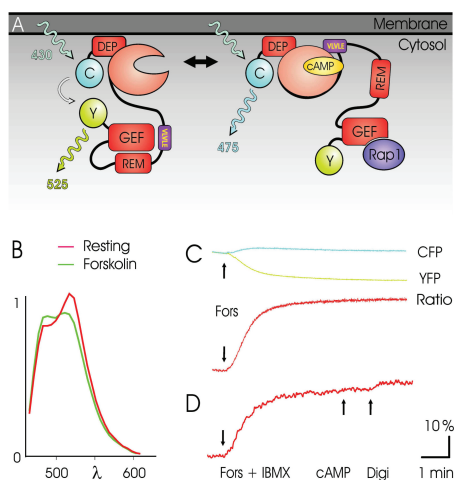 A
Membrane
Cytosol
430
DEP
C
Y
GEF
VLVLE
REM
525
DEP
C
VLVLE
cAMP
REM
475
GEF
Y
Rap1
B
Resting
Forskolin
1
500 λ 600
C
CFP
YFP
Fors
Ratio
D
10 %
Fors + IBMX cAMP Digi 1 min